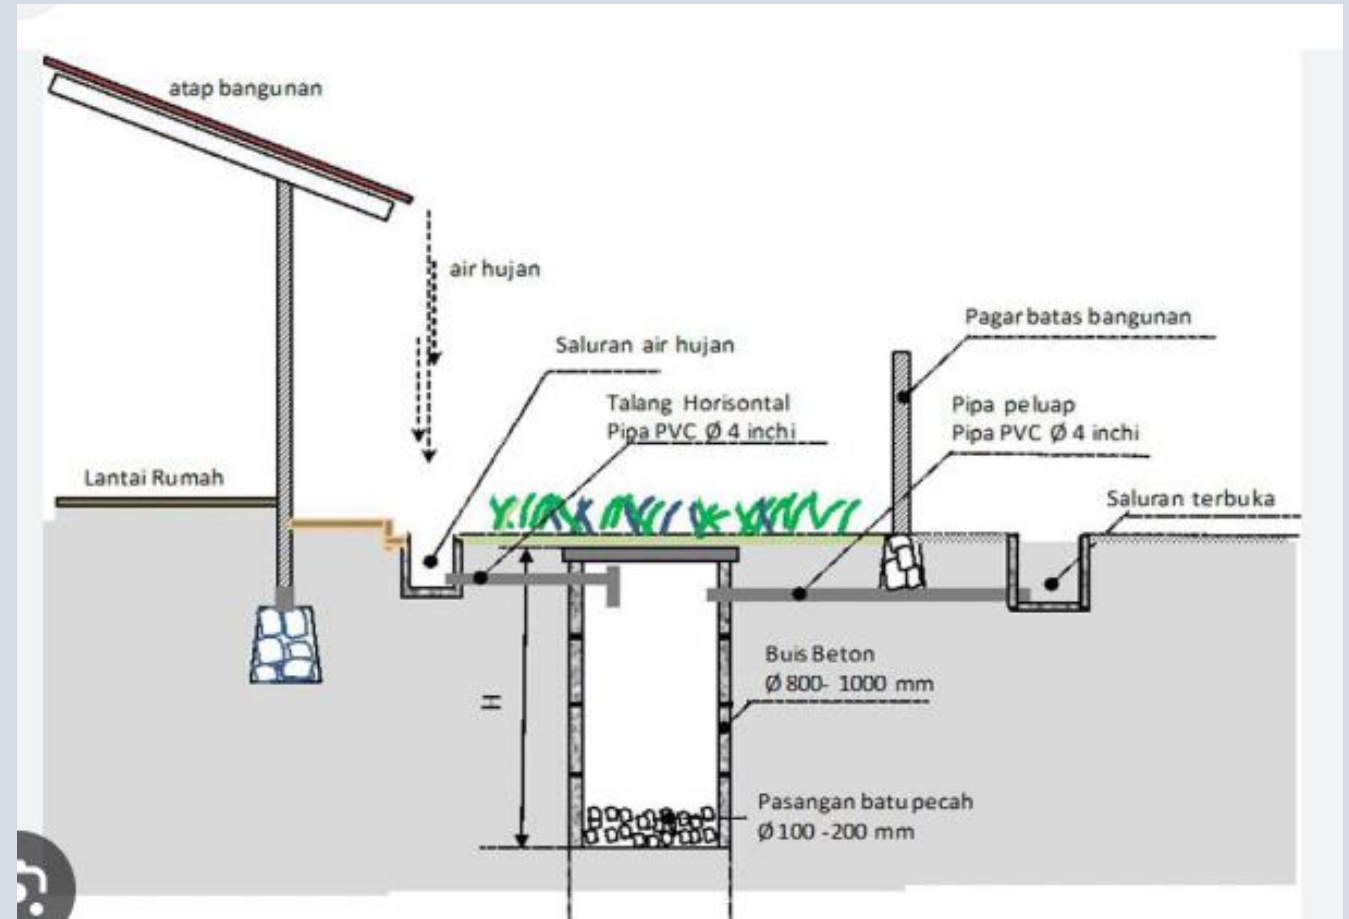 atap bangunan
air hujan
Pagar batas bangunan
Saluran air hujan
Talang Horisontal
Pipa PVC Ø 4 inchi
Pipa peluap
Pipa PVC Ø 4 inchi
Lantai Rumah
Saluran terbuka
H
Buis Beton
Ø 800- 1000 mm
Pasangan batu pecah
Ø 100 -200 mm